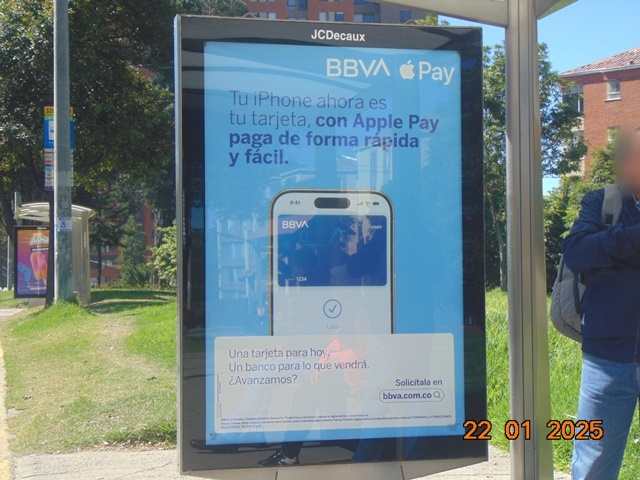 JCDecaux
BBVA Pay
Tu iPhone ahora es
tu tarjeta, con Apple Pay
paga de forma rápida
y fácil.
9:41
BBVA
1234
Una tarjeta para hoy.
Un banco para lo que vendrá.
¿Avanzamos?
Solicítala en
bbva.com.co
22 01 2025